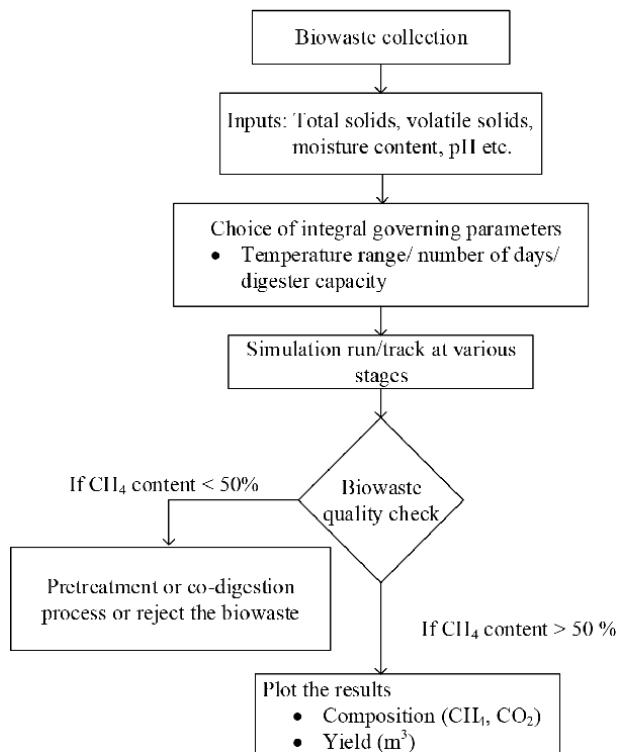 Biowaste collection
Inputs: Total solids, volatile solids,
moisture content, pH etc.
Choice of integral governing parameters
• Temperature range/ number of days/
digester capacity
Simulation run/track at various
stages
If CH₄ content < 50%
Biowaste
quality check
Pretreatment or co-digestion
process or reject the biowaste
If CH₄ content > 50 %
Plot the results
• Composition (CH₄, CO₂)
• Yield (m³)